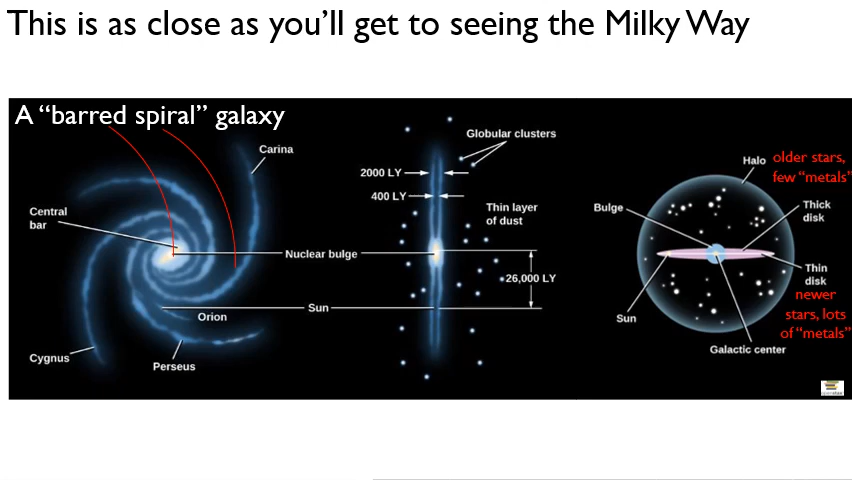 This is as close as you'll get to seeing the Milky Way
A “barred spiral” galaxy
Carina
Central
bar
Nuclear bulge
Sun
Orion
Cygnus
Perseus
Globular clusters
2000 LY
400 LY
Thin layer
of dust
26,000 LY
Halo
older stars,
few “metals”
Bulge
Thick
disk
Thin
disk
newer
stars, lots
of “metals”
Sun
Galactic center